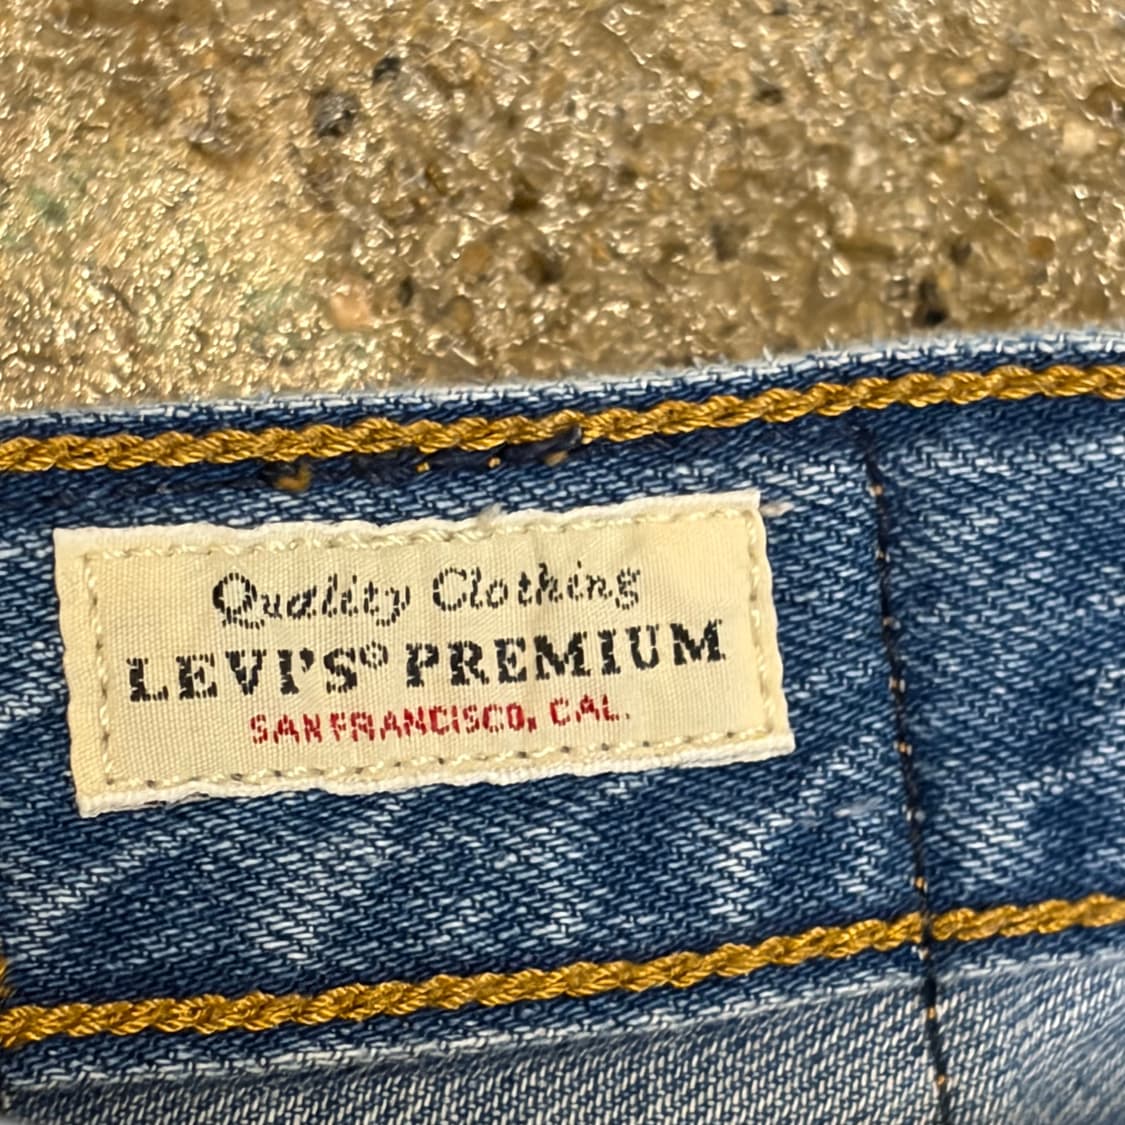 Quality Clothing
LEVI'S® PREMIUM
SAN FRANCISCO, CAL.